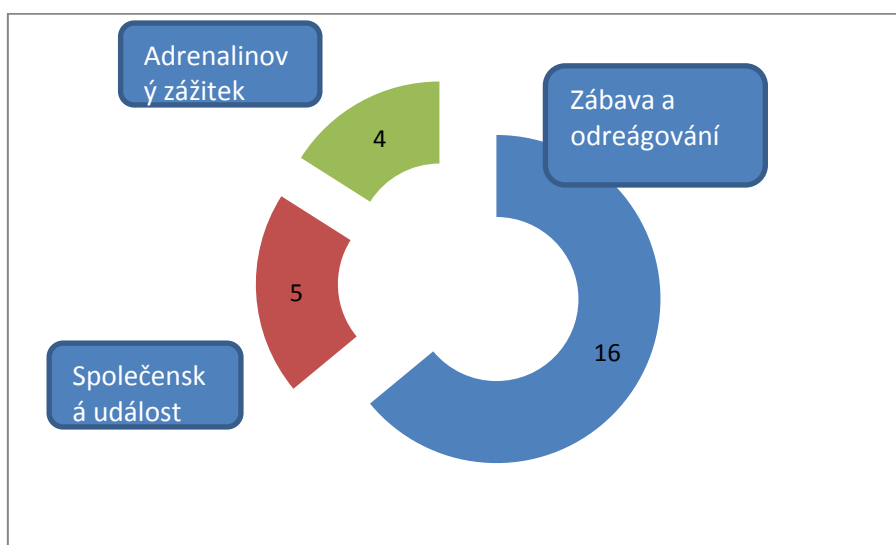 Adrenalinov
ý zážitek
Zábava a
odreágování
4
5
16
Společensk
á událost